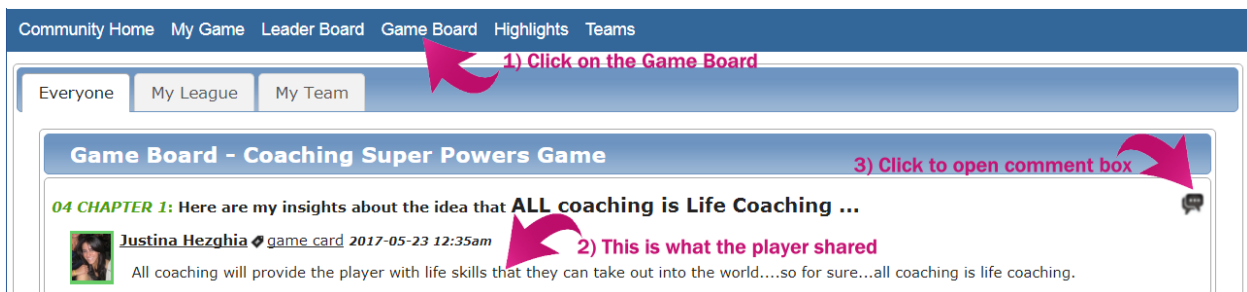 Community Home My Game Leader Board Game Board Highlights Teams
1) Click on the Game Board
Everyone My League My Team
Game Board - Coaching Super Powers Game
3) Click to open comment box
04 CHAPTER 1: Here are my insights about the idea that ALL coaching is Life Coaching ...
Justina Hezghia game card 2017-05-23 12:35am
2) This is what the player shared
All coaching will provide the player with life skills that they can take out into the world....so for sure...all coaching is life coaching.